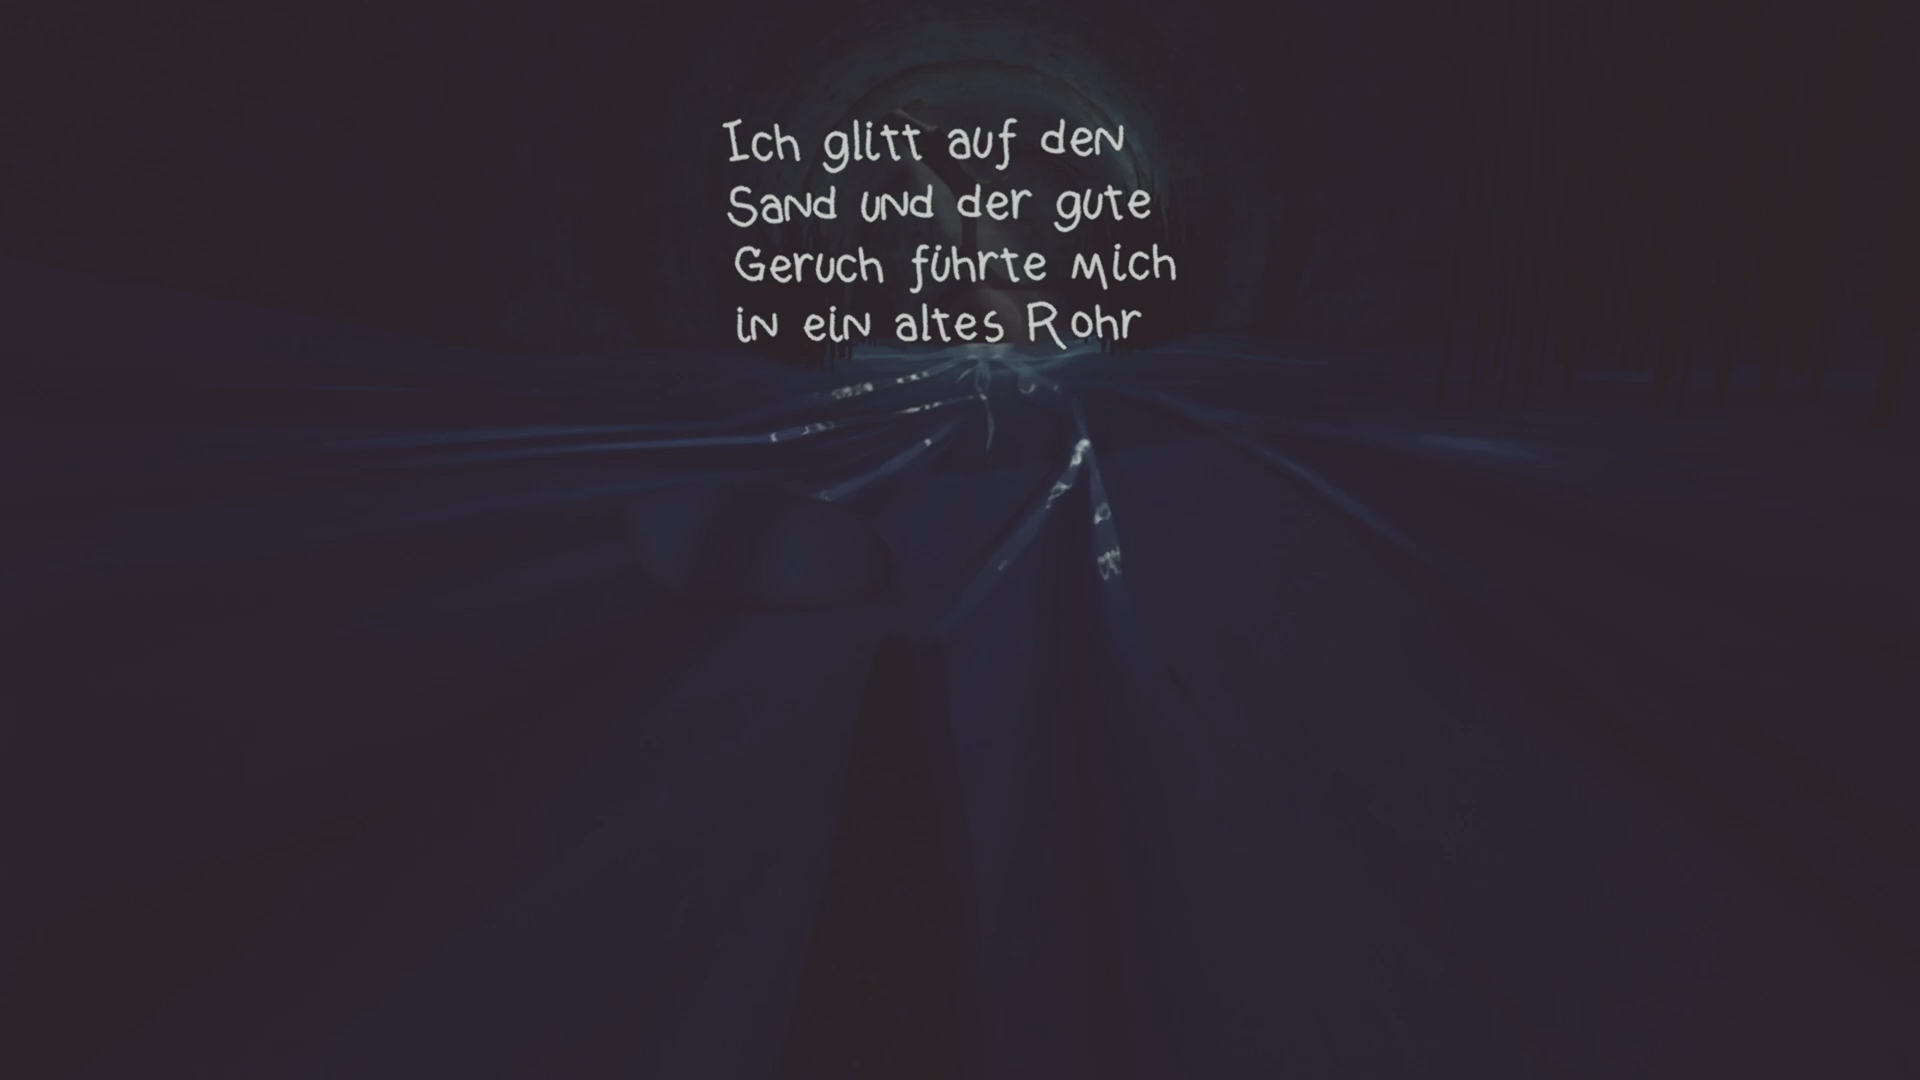 Ich glitt auf den
Sand und der gute
Geruch führte mich
in ein altes Rohr